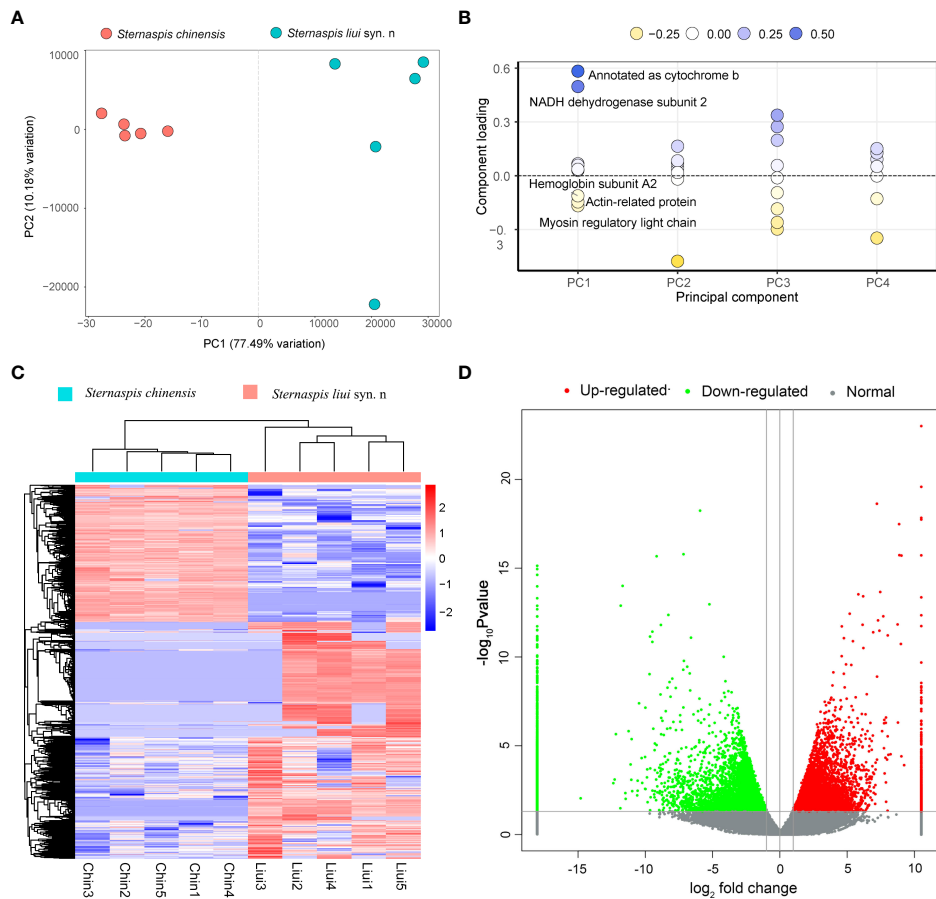 A
Sternaspis chinensis
Sternaspis liui syn. n
10000
0
-10000
-20000
PC2 (10.18% variation)
−30
−20
−10
0
10000
20000
30000
PC1 (77.49% variation)
B
−0.25
0.00
0.25
0.50
0.6
0.3
0.0
−0.
3
Component loading
Annotated as cytochrome b
NADH dehydrogenase subunit 2
Hemoglobin subunit A2
Actin-related protein
Myosin regulatory light chain
PC1
PC2
PC3
PC4
Principal component
C
Sternaspis chinensis
Sternaspis liui syn. n
2
1
0
−1
−2
Chin3
Chin2
Chin5
Chin1
Chin4
Liui3
Liui2
Liui4
Liui1
Liui5
D
Up-regulated·
Down-regulated
Normal
20
15
10
5
0
-log10Pvalue
-15
-10
-5
0
5
10
log2 fold change